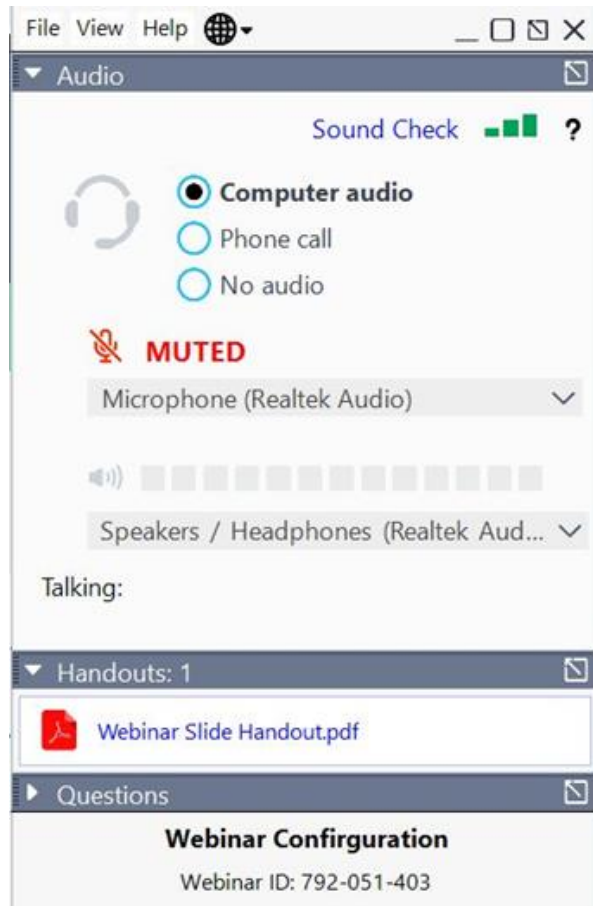 File View Help
Audio
Sound Check ?
Computer audio
Phone call
No audio
MUTED
Microphone (Realtek Audio)
Speakers / Headphones (Realtek Aud...
Talking:
Handouts: 1
Webinar Slide Handout.pdf
Questions
Webinar Confirguration
Webinar ID: 792-051-403